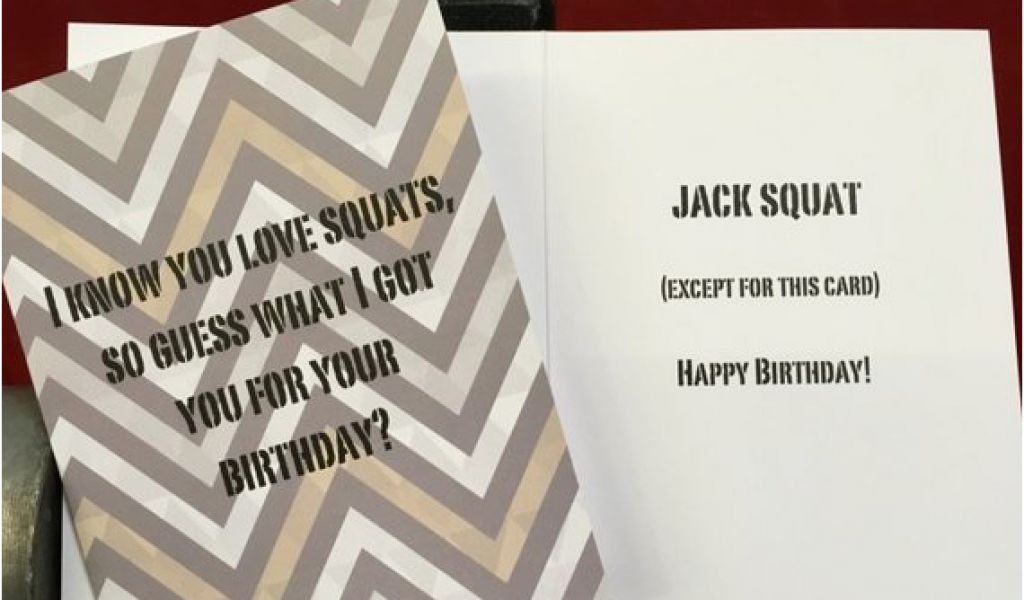 I KNOW YOU LOVE SQUATS,
SO GUESS WHAT I GOT
YOU FOR YOUR
BIRTHDAY?
JACK SQUAT
(EXCEPT FOR THIS CARD)
HAPPY BIRTHDAY!